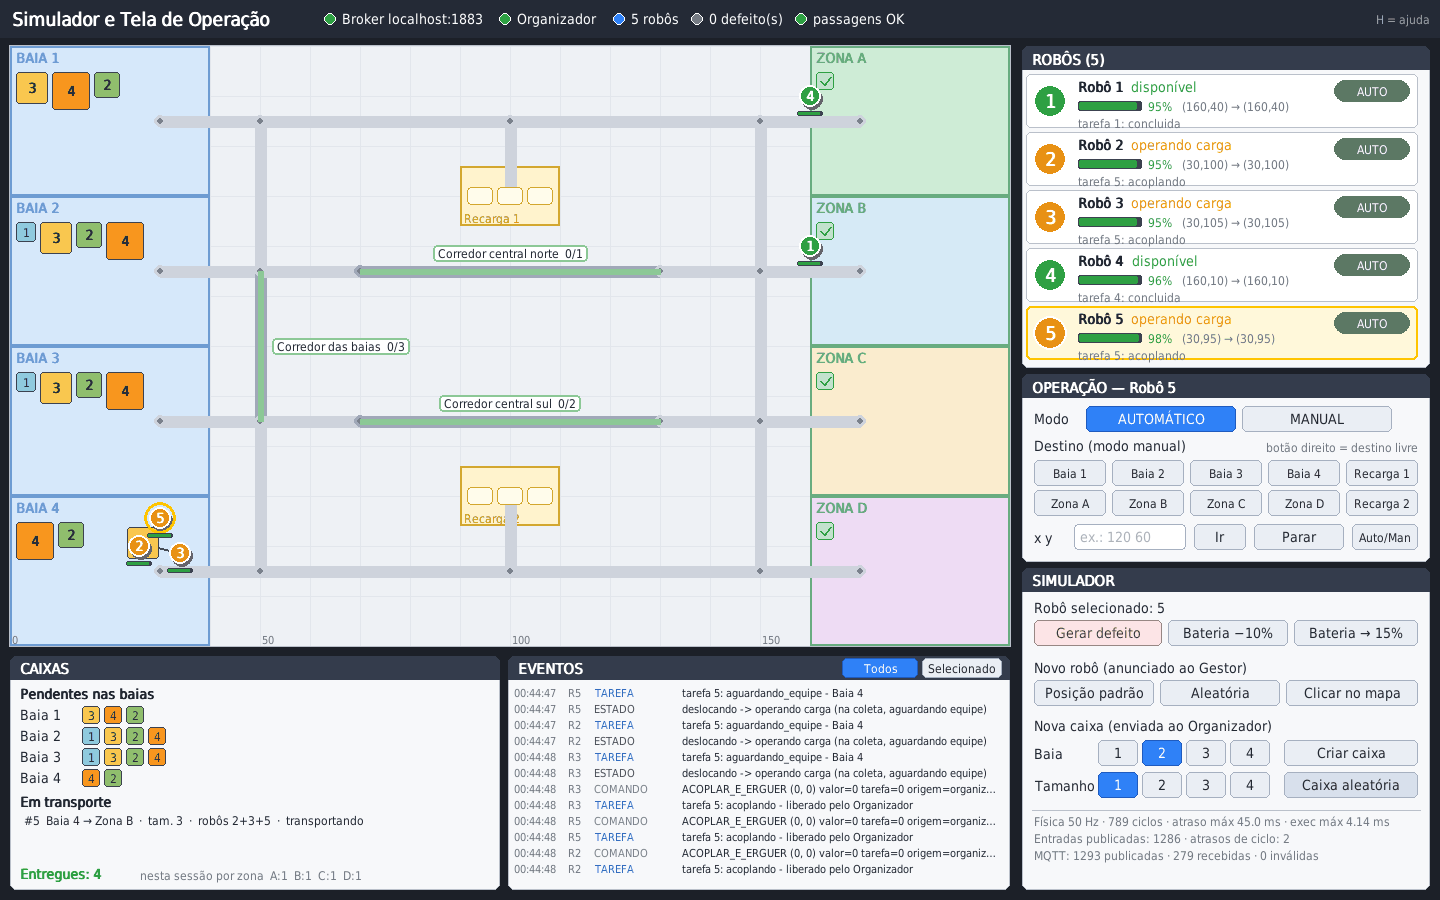 Simulador e Tela de Operação
Broker localhost:1883
Organizador
5 robôs
0 defeito(s)
passagens OK
H = ajuda
BAIA 1
3 4 2
BAIA 2
1 3 2 4
BAIA 3
1 3 2 4
BAIA 4
4 2
5
2
3
Recarga 1
Corredor central norte 0/1
Corredor das baias 0/3
Corredor central sul 0/2
ZONA A
4
ZONA B
1
ZONA C
ZONA D
0 50 100 150
ROBÔS (5)
1 Robô 1 disponível AUTO
95% (160,40) → (160,40)
tarefa 1: concluida
2 Robô 2 operando carga AUTO
95% (30,100) → (30,100)
tarefa 5: acoplando
3 Robô 3 operando carga AUTO
95% (30,105) → (30,105)
tarefa 5: acoplando
4 Robô 4 disponível AUTO
96% (160,10) → (160,10)
tarefa 4: concluida
5 Robô 5 operando carga AUTO
98% (30,95) → (30,95)
tarefa 5: acoplando
OPERAÇÃO — Robô 5
Modo AUTOMÁTICO MANUAL
Destino (modo manual) botão direito = destino livre
Baia 1 Baia 2 Baia 3 Baia 4 Recarga 1
Zona A Zona B Zona C Zona D Recarga 2
x y ex.: 120 60 Ir Parar Auto/Man
SIMULADOR
Robô selecionado: 5
Gerar defeito Bateria −10% Bateria → 15%
Novo robô (anunciado ao Gestor)
Posição padrão Aleatória Clicar no mapa
Nova caixa (enviada ao Organizador)
Baia 1 2 3 4 Criar caixa
Tamanho 1 2 3 4 Caixa aleatória
Física 50 Hz · 789 ciclos · atraso máx 45.0 ms · exec máx 4.14 ms
Entradas publicadas: 1286 · atrasos de ciclo: 2
MQTT: 1293 publicadas · 279 recebidas · 0 inválidas
CAIXAS
Pendentes nas baias
Baia 1 3 4 2
Baia 2 1 3 2 4
Baia 3 1 3 2 4
Baia 4 4 2
Em transporte
#5 Baia 4 → Zona B · tam. 3 · robôs 2+3+5 · transportando
Entregues: 4 nesta sessão por zona A:1 B:1 C:1 D:1
EVENTOS Todos Selecionado
00:44:47 R5 TAREFA tarefa 5: aguardando_equipe - Baia 4
00:44:47 R5 ESTADO deslocando -> operando carga (na coleta, aguardando equipe)
00:44:47 R2 TAREFA tarefa 5: aguardando_equipe - Baia 4
00:44:47 R2 ESTADO deslocando -> operando carga (na coleta, aguardando equipe)
00:44:48 R3 TAREFA tarefa 5: aguardando_equipe - Baia 4
00:44:48 R3 ESTADO deslocando -> operando carga (na coleta, aguardando equipe)
00:44:48 R3 COMANDO ACOPLAR_E_ERGUER (0, 0) valor=0 tarefa=0 origem=organiz...
00:44:48 R3 TAREFA tarefa 5: acoplando - liberado pelo Organizador
00:44:48 R5 COMANDO ACOPLAR_E_ERGUER (0, 0) valor=0 tarefa=0 origem=organiz...
00:44:48 R5 TAREFA tarefa 5: acoplando - liberado pelo Organizador
00:44:48 R2 COMANDO ACOPLAR_E_ERGUER (0, 0) valor=0 tarefa=0 origem=organiz...
00:44:48 R2 TAREFA tarefa 5: acoplando - liberado pelo Organizador